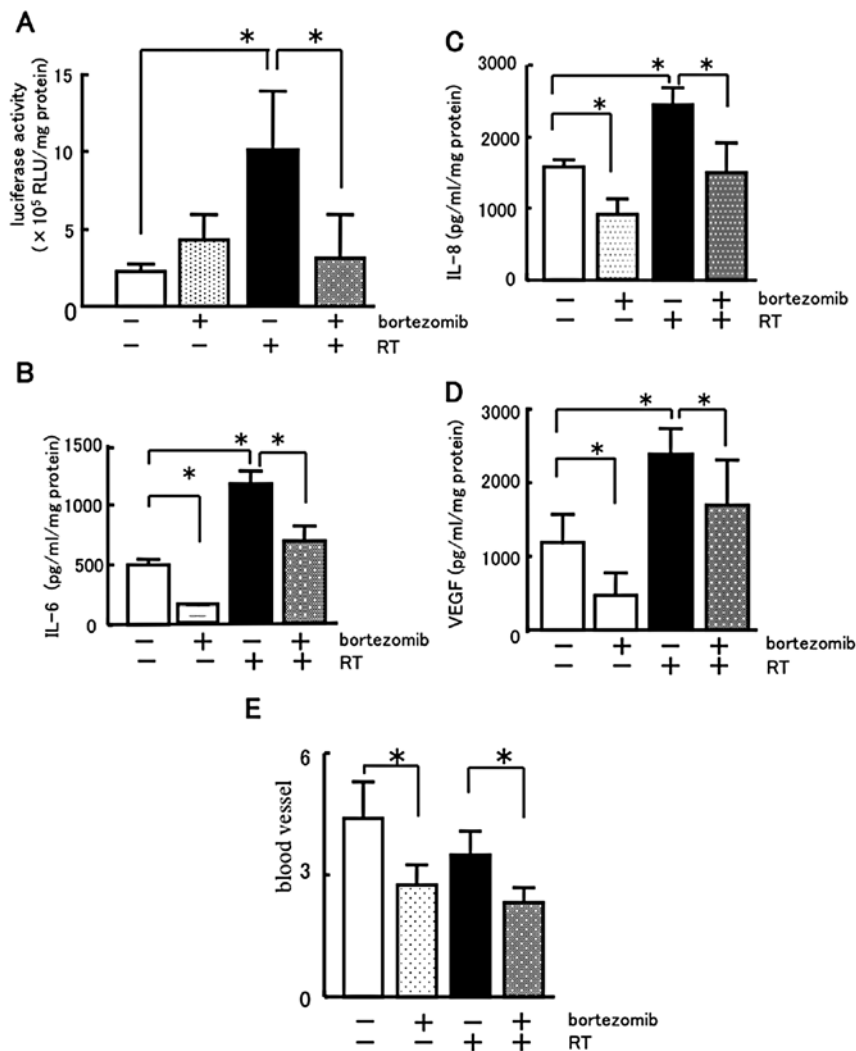 A
luciferase activity
(×10⁵ RLU/mg protein)
15
10
5
0
* *
− + − + bortezomib
− − + + RT
B
IL-6 (pg/ml/mg protein)
1500
1000
500
0
* * *
− + − + bortezomib
− − + + RT
C
IL-8 (pg/ml/mg protein)
3000
2000
1000
0
* * *
− + − + bortezomib
− − + + RT
D
VEGF (pg/ml/mg protein)
3000
2000
1000
0
* * *
− + − + bortezomib
− − + + RT
E
blood vessel
6
3
0
* *
− + − + bortezomib
− − + + RT